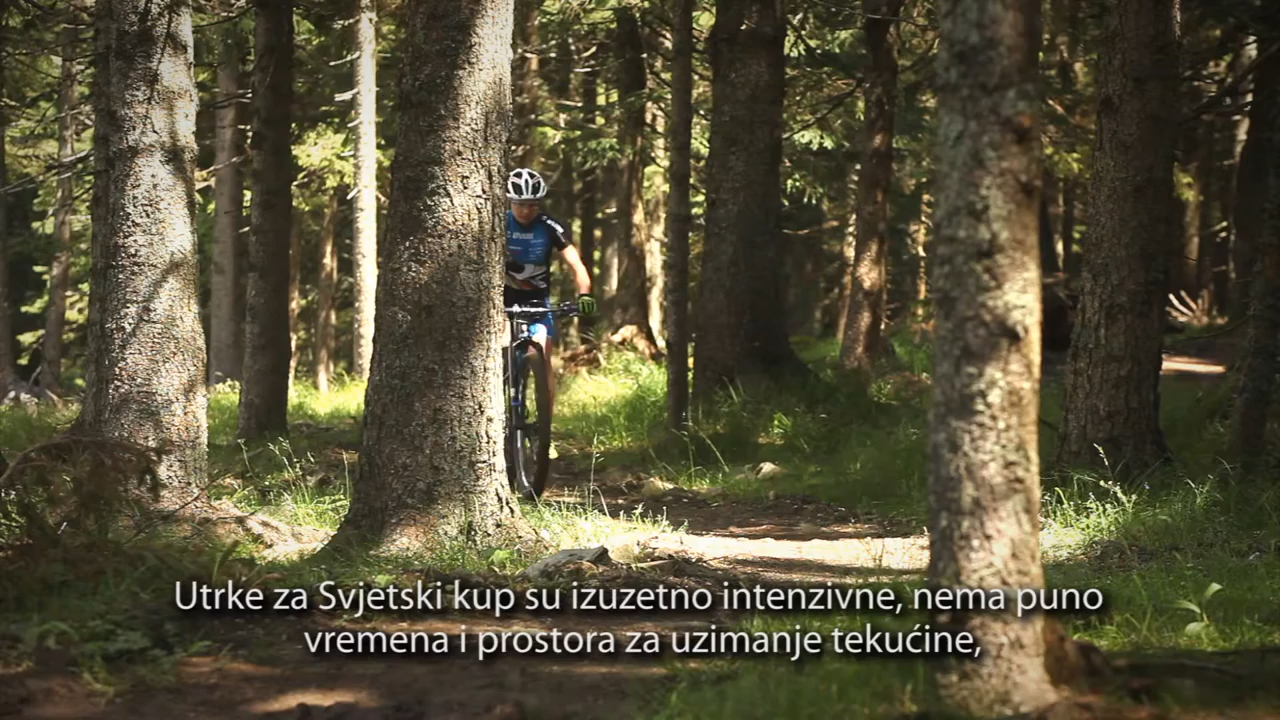 Utrke za Svjetski kup su izuzetno intenzivne, nema puno
vremena i prostora za uzimanje tekućine,